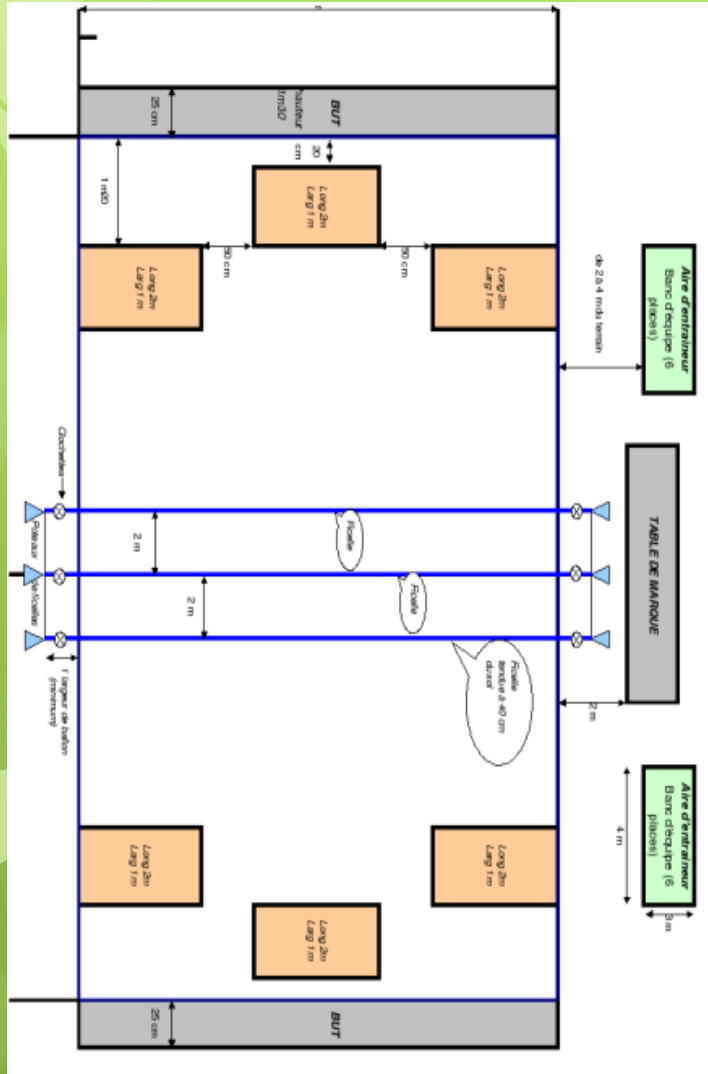 25 cm
BUT
hauteur
1m30
20
cm
1 m20
Long 2m
Larg 1 m
50 cm
50 cm
Long 2m
Larg 1 m
Long 2m
Larg 1 m
de 2 à 4 m du terrain
Aire d'entraîneur
Banc d'équipe (6
places)
Clochettes
Poteaux
de ficelles
2 m
2 m
Ficelle
Ficelle
Ficelle
tendue à 40 cm
du sol
TABLE DE MARQUE
2 m
1 largeur de ballon
(minimum)
Long 2m
Larg 1 m
Long 2m
Larg 1 m
Long 2m
Larg 1 m
4 m
Aire d'entraîneur
Banc d'équipe (6
places)
3 m
25 cm
BUT